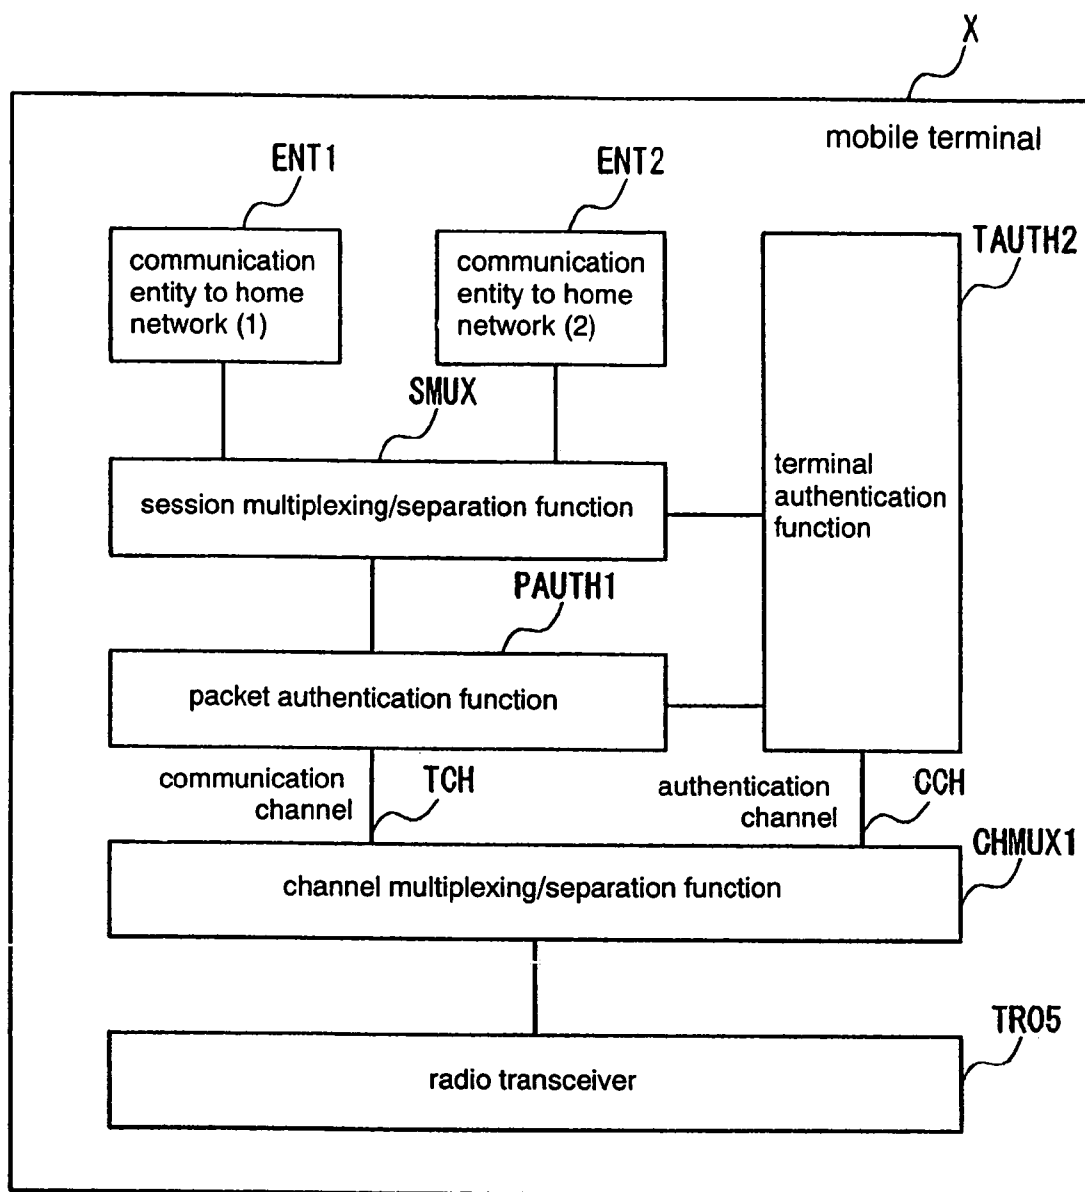 X
mobile terminal
ENT1
ENT2
TAUTH2
communication
entity to home
network (1)
communication
entity to home
network (2)
SMUX
session multiplexing/separation function
terminal
authentication
function
PAUTH1
packet authentication function
communication
channel
TCH
authentication
channel
CCH
CHMUX1
channel multiplexing/separation function
TR05
radio transceiver